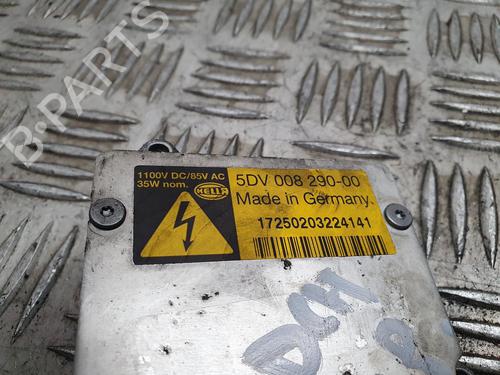 B-PARTS
1100V DC/85V AC
35W nom.
HELLA
5DV 008 290-00
Made in Germany.
17250203224141